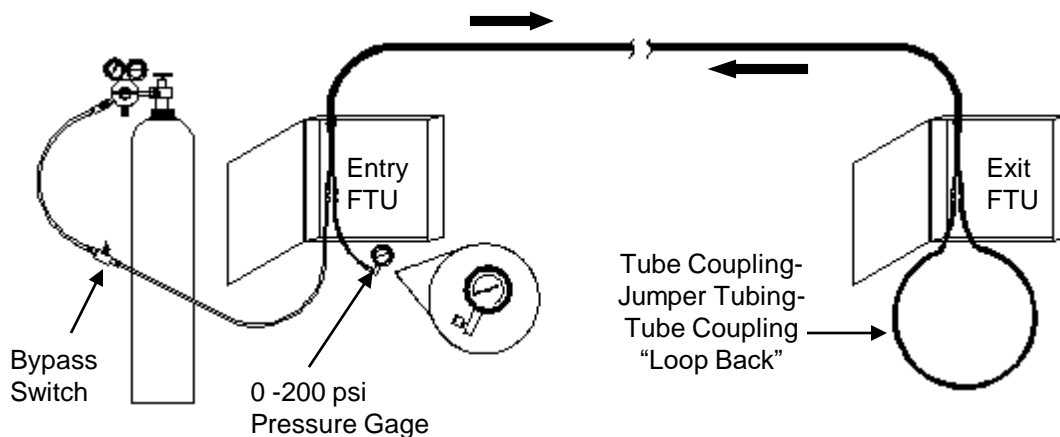 Entry
FTU
Exit
FTU
Tube Coupling-
Jumper Tubing-
Tube Coupling
“Loop Back”
Bypass
Switch
0 -200 psi
Pressure Gage